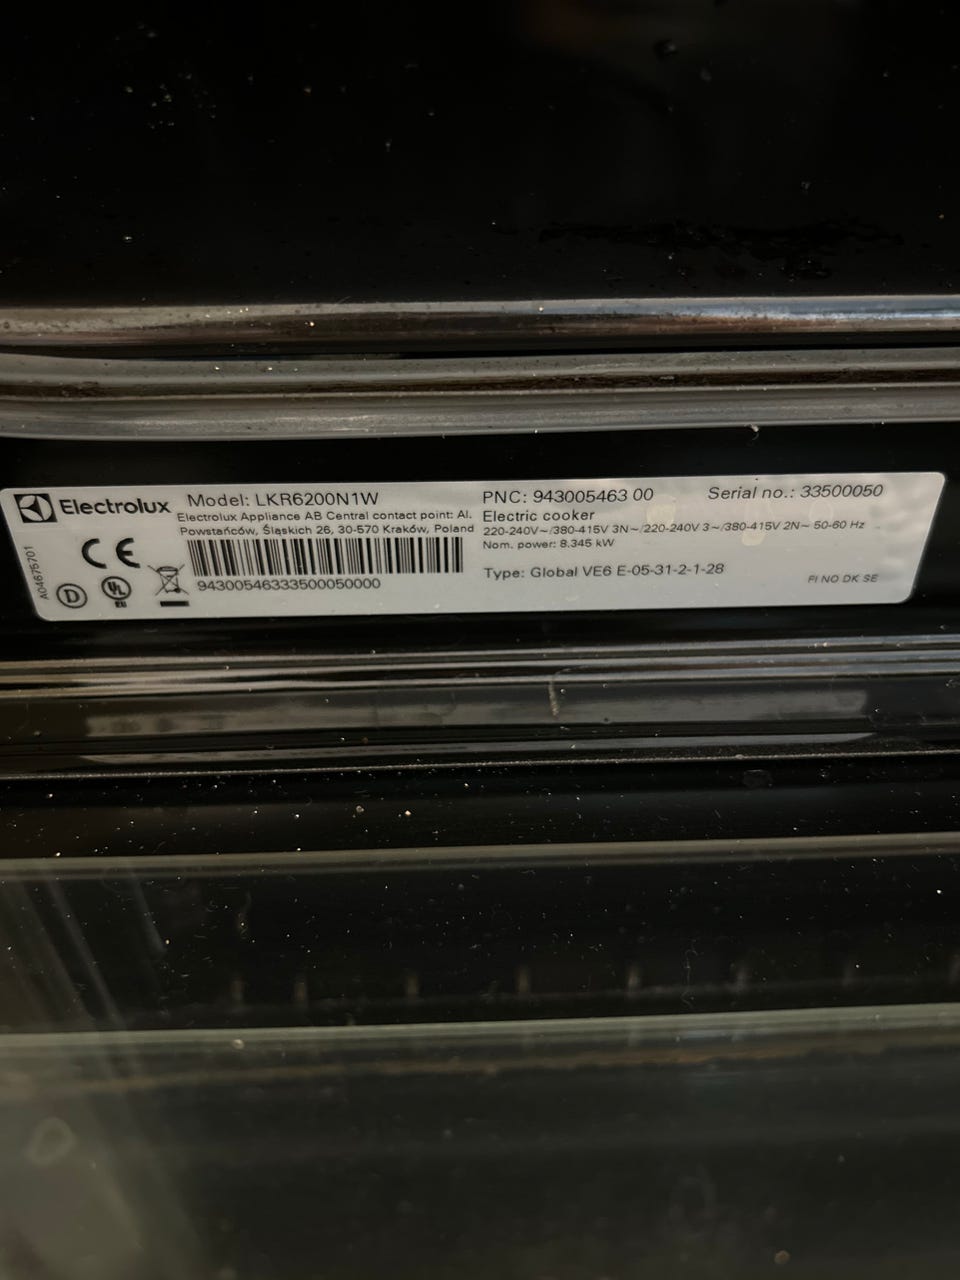 Electrolux
Model: LKR6200N1W
Electrolux Appliance AB Central contact point: Al.
Powstańców, Śląskich 26, 30-570 Kraków, Poland
CE
94300546333500050000
A04675701
D
UL
EU
PNC: 943005463 00
Serial no.: 33500050
Electric cooker
220-240V~/380-415V 3N~/220-240V 3~/380-415V 2N~ 50-60 Hz
Nom. power: 8.345 kW
Type: Global VE6 E-05-31-2-1-28
FI NO DK SE